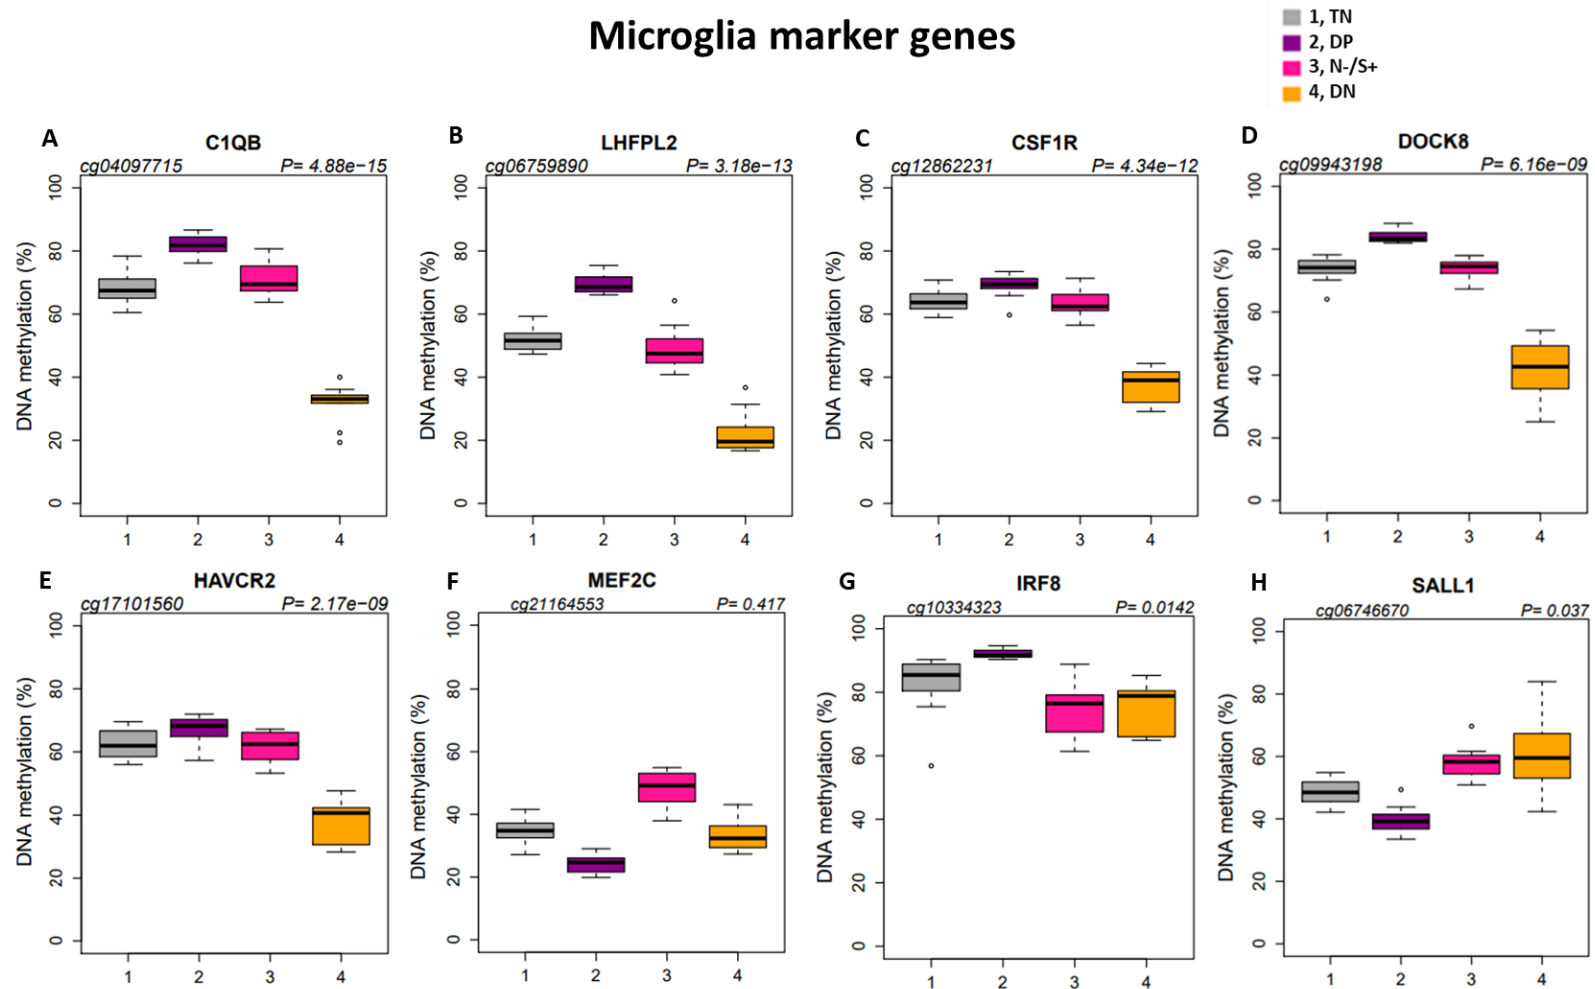 Microglia marker genes
1, TN
2, DP
3, N-/S+
4, DN
A
C1QB
cg04097715 P= 4.88e−15
DNA methylation (%)
100
80
60
40
20
0
1 2 3 4
B
LHFPL2
cg06759890 P= 3.18e−13
DNA methylation (%)
100
80
60
40
20
0
1 2 3 4
C
CSF1R
cg12862231 P= 4.34e−12
DNA methylation (%)
100
80
60
40
20
0
1 2 3 4
D
DOCK8
cg09943198 P= 6.16e−09
DNA methylation (%)
100
80
60
40
20
0
1 2 3 4
E
HAVCR2
cg17101560 P= 2.17e−09
DNA methylation (%)
100
80
60
40
20
0
1 2 3 4
F
MEF2C
cg21164553 P= 0.417
DNA methylation (%)
100
80
60
40
20
0
1 2 3 4
G
IRF8
cg10334323 P= 0.0142
DNA methylation (%)
100
80
60
40
20
0
1 2 3 4
H
SALL1
cg06746670 P= 0.037
DNA methylation (%)
100
80
60
40
20
0
1 2 3 4